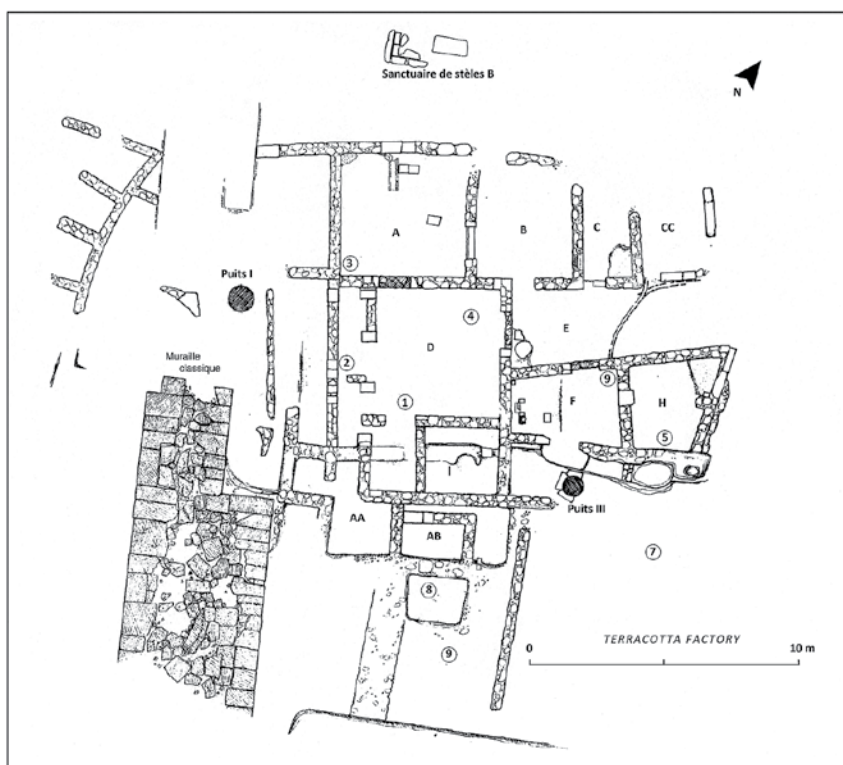 Sanctuaire de stèles B
N
A
B
C
CC
3
Puits I
4
E
D
Muraille
classique
2
9
F
H
1
5
I
Puits III
AA
AB
7
8
TERRACOTTA FACTORY
9
0
10 m